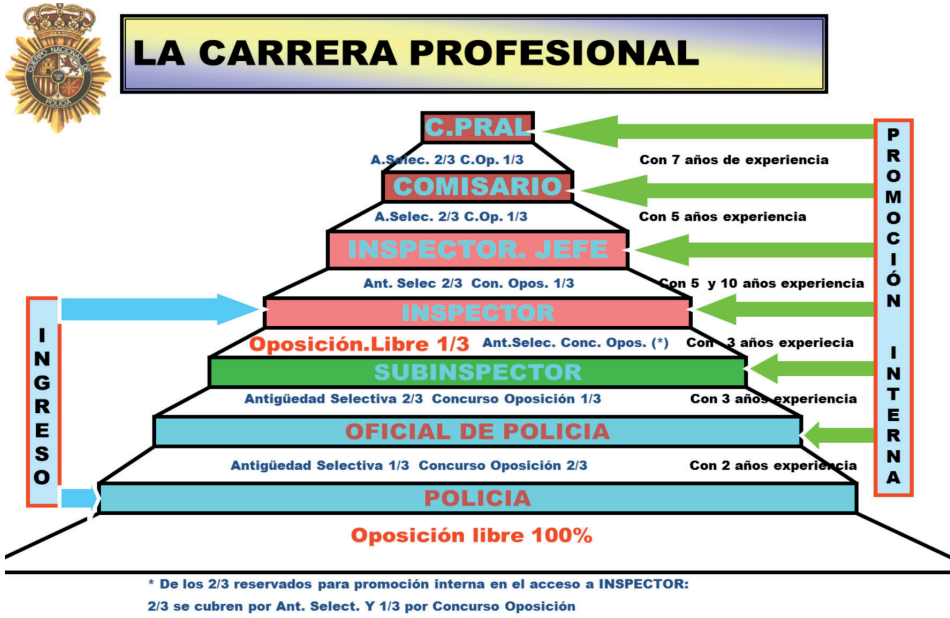 LA CARRERA PROFESIONAL
CUERPO NACIONAL DE
POLICIA
C.PRAL
A.Selec. 2/3 C.Op. 1/3
Con 7 años de experiencia
COMISARIO
A.Selec. 2/3 C.Op. 1/3
Con 5 años experiencia
INSPECTOR. JEFE
Ant. Selec 2/3 Con. Opos. 1/3
Con 5 y 10 años experiencia
INSPECTOR
Oposición.Libre 1/3 Ant.Selec. Conc. Opos. (*)
Con 3 años experiecia
SUBINSPECTOR
Antigüedad Selectiva 2/3 Concurso Oposición 1/3
Con 3 años experiencia
OFICIAL DE POLICIA
Antigüedad Selectiva 1/3 Concurso Oposición 2/3
Con 2 años experiencia
POLICIA
Oposición libre 100%
INGRESO
PROMOCIÓN INTERNA
* De los 2/3 reservados para promoción interna en el acceso a INSPECTOR:
2/3 se cubren por Ant. Select. Y 1/3 por Concurso Oposición